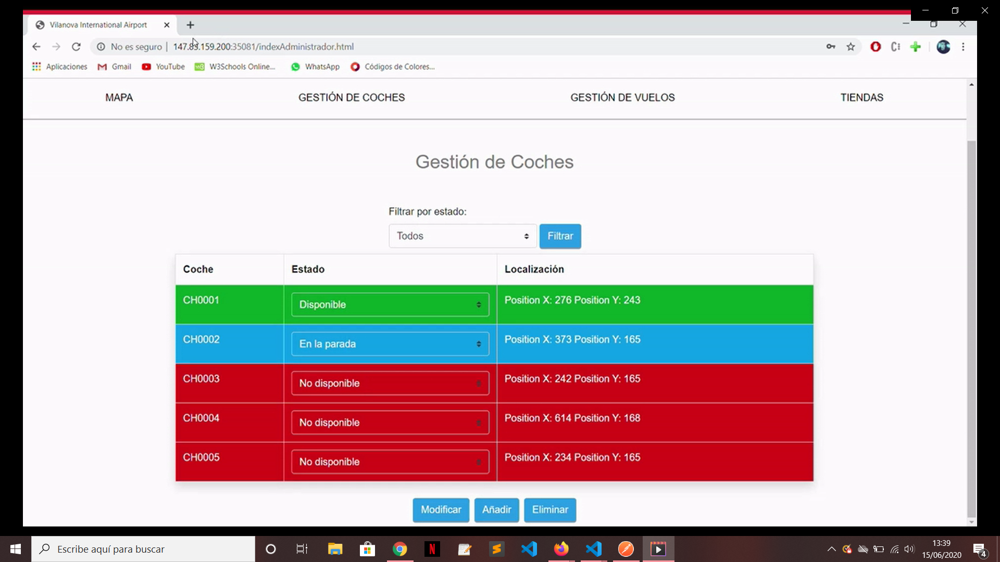 Vilanova International Airport
No es seguro | 147.83.159.200:35081/indexAdministrador.html
Aplicaciones Gmail YouTube W3Schools Online... WhatsApp Códigos de Colores...
MAPA GESTIÓN DE COCHES GESTIÓN DE VUELOS TIENDAS
Gestión de Coches
Filtrar por estado:
Todos Filtrar
Coche Estado Localización
CH0001 Disponible Position X: 276 Position Y: 243
CH0002 En la parada Position X: 373 Position Y: 165
CH0003 No disponible Position X: 242 Position Y: 165
CH0004 No disponible Position X: 614 Position Y: 168
CH0005 No disponible Position X: 234 Position Y: 165
Modificar Añadir Eliminar
Escribe aquí para buscar
13:39
15/06/2020
4